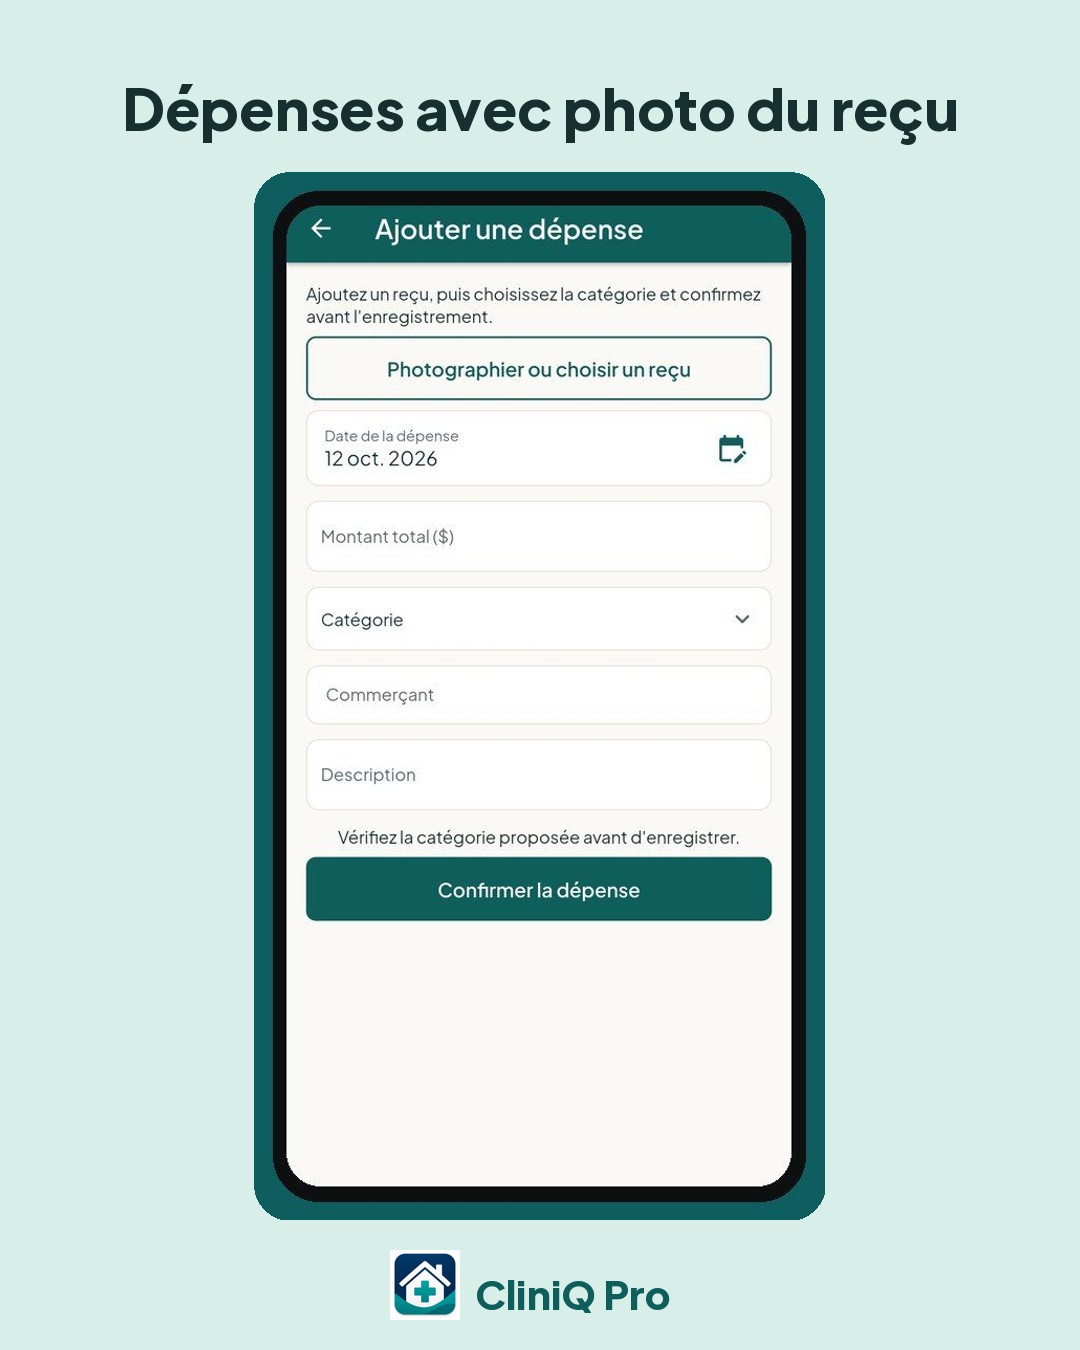 Dépenses avec photo du reçu
Ajouter une dépense
Ajoutez un reçu, puis choisissez la catégorie et confirmez
avant l'enregistrement.
Photographier ou choisir un reçu
Date de la dépense
12 oct. 2026
Montant total ($)
Catégorie
Commerçant
Description
Vérifiez la catégorie proposée avant d'enregistrer.
Confirmer la dépense
CliniQ Pro